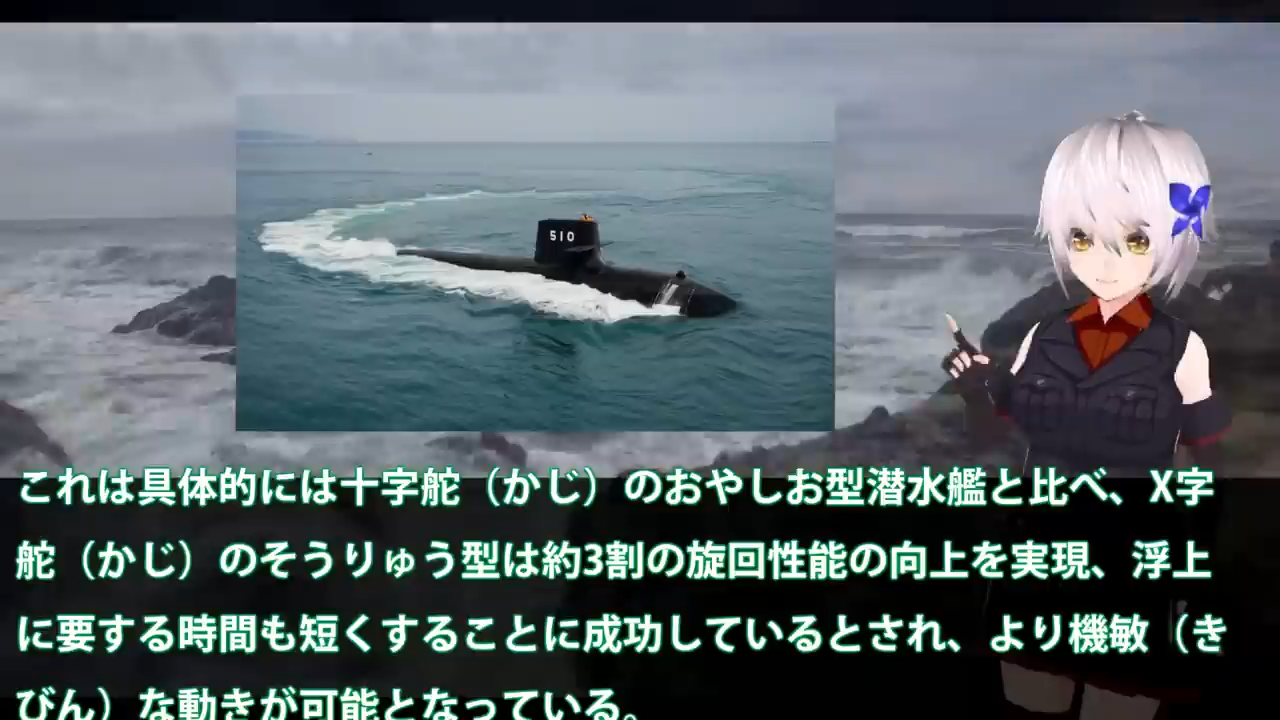 510
これは具体的には十字舵（かじ）のおやしお型潜水艦と比べ、X字
舵（かじ）のそうりゅう型は約3割の旋回性能の向上を実現、浮上
に要する時間も短くすることに成功しているとされ、より機敏（き
びん）な動きが可能となっている。